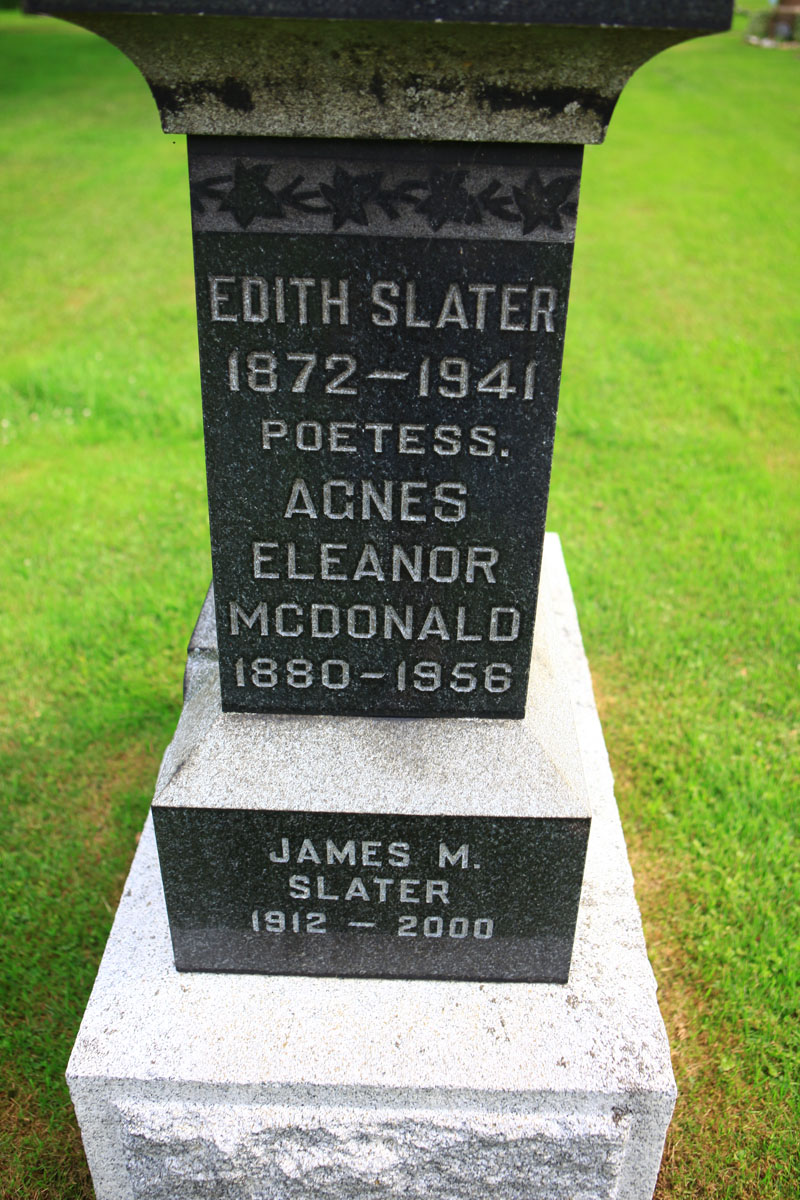 EDITH SLATER
1872–1941
POETESS.
AGNES
ELEANOR
MCDONALD
1880–1956
JAMES M.
SLATER
1912 – 2000